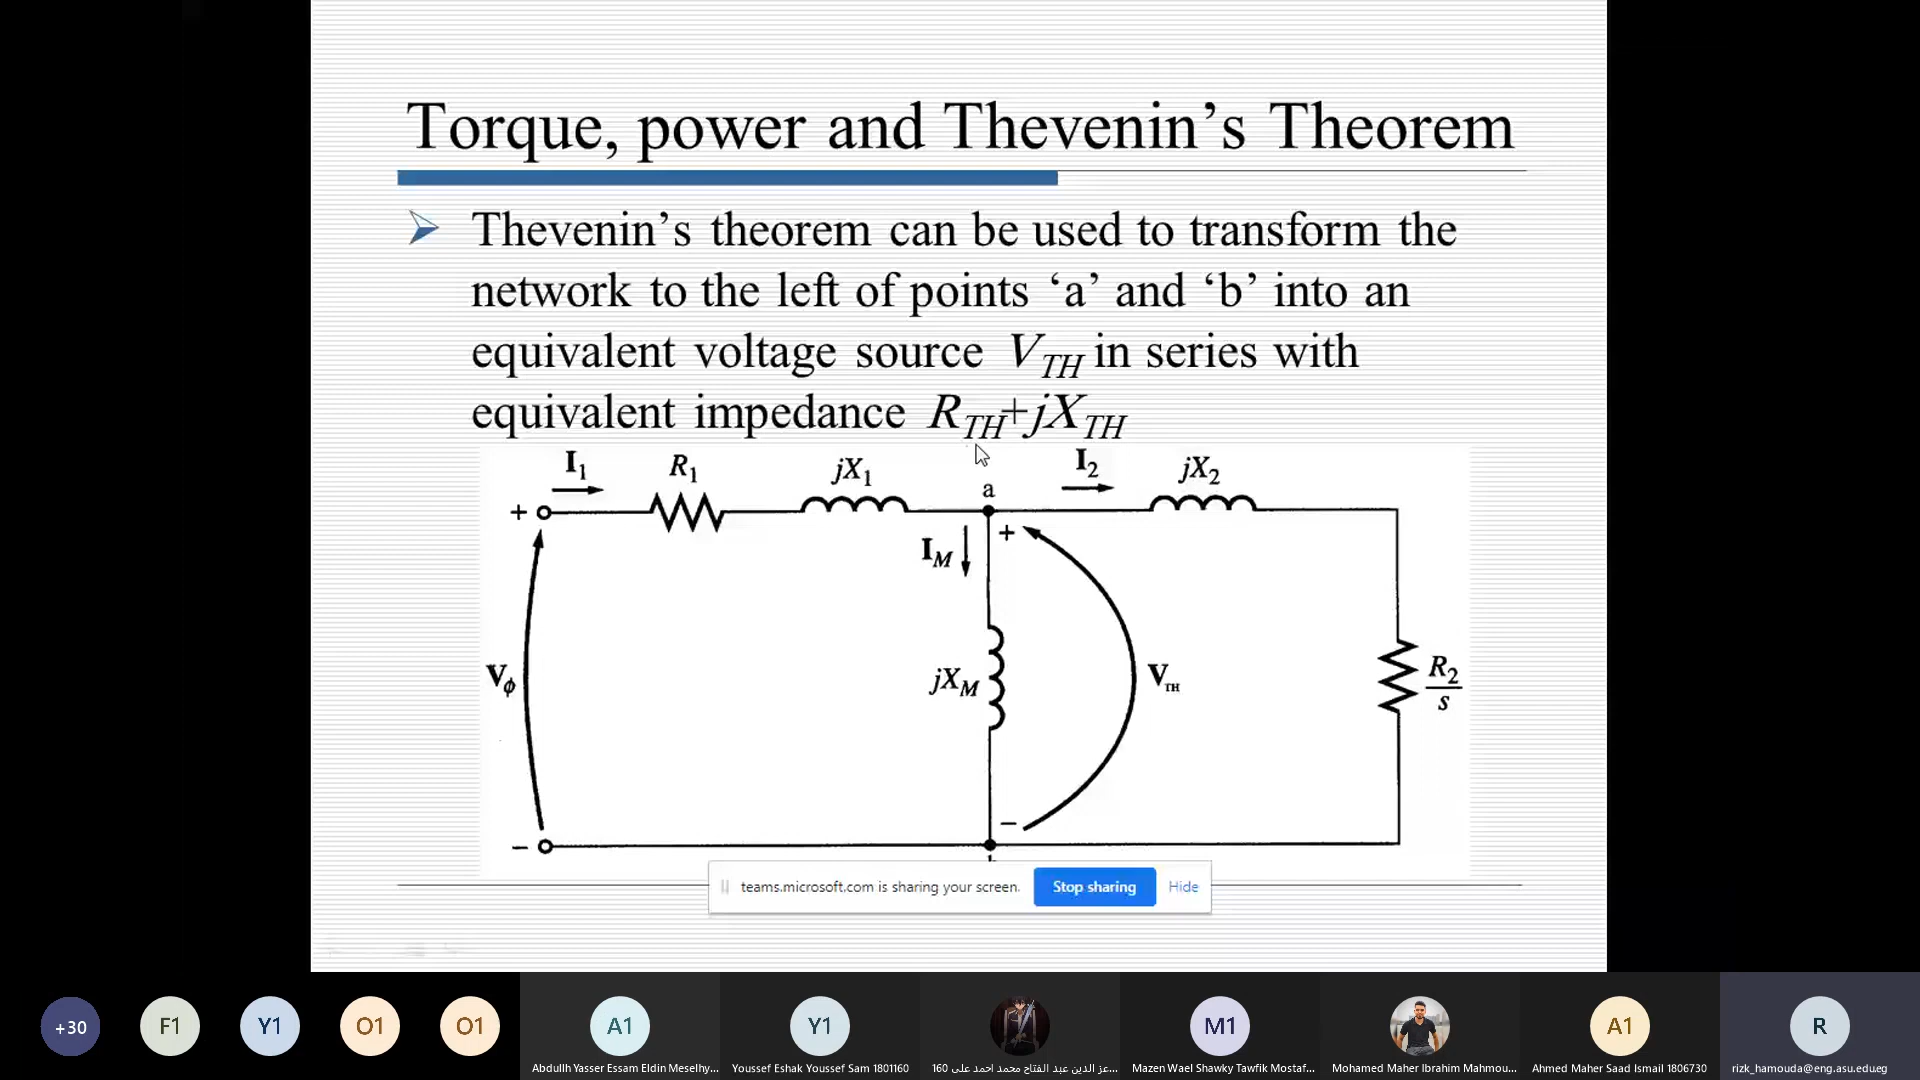 Torque, power and Thevenin’s Theorem
Thevenin’s theorem can be used to transform the
network to the left of points ‘a’ and ‘b’ into an
equivalent voltage source V_TH in series with
equivalent impedance R_TH+jX_TH
I₁ R₁ jX₁ a I₂ jX₂
+ I_M +
V_ϕ jX_M V_TH R₂/s
– –
teams.microsoft.com is sharing your screen. Stop sharing Hide
+30 F1 Y1 O1 O1 A1 Y1 M1 A1 R
Abdullh Yasser Essam Eldin Meselhy...
Youssef Eshak Youssef Sam 1801160
عز الدين عبد الفتاح محمد احمد على 160...
Mazen Wael Shawky Tawfik Mostaf...
Mohamed Maher Ibrahim Mahmou...
Ahmed Maher Saad Ismail 1806730
rizk_hamouda@eng.asu.edu.eg